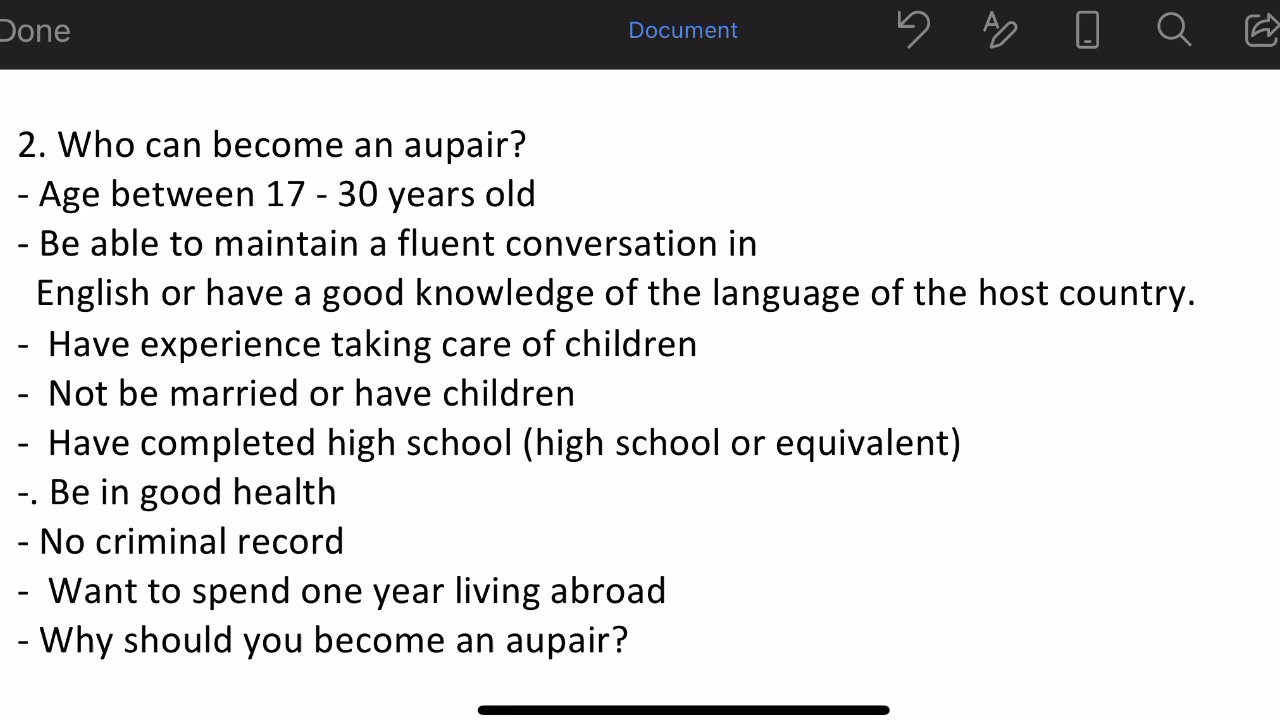 Done
Document
2. Who can become an aupair?
- Age between 17 - 30 years old
- Be able to maintain a fluent conversation in
English or have a good knowledge of the language of the host country.
- Have experience taking care of children
- Not be married or have children
- Have completed high school (high school or equivalent)
-. Be in good health
- No criminal record
- Want to spend one year living abroad
- Why should you become an aupair?